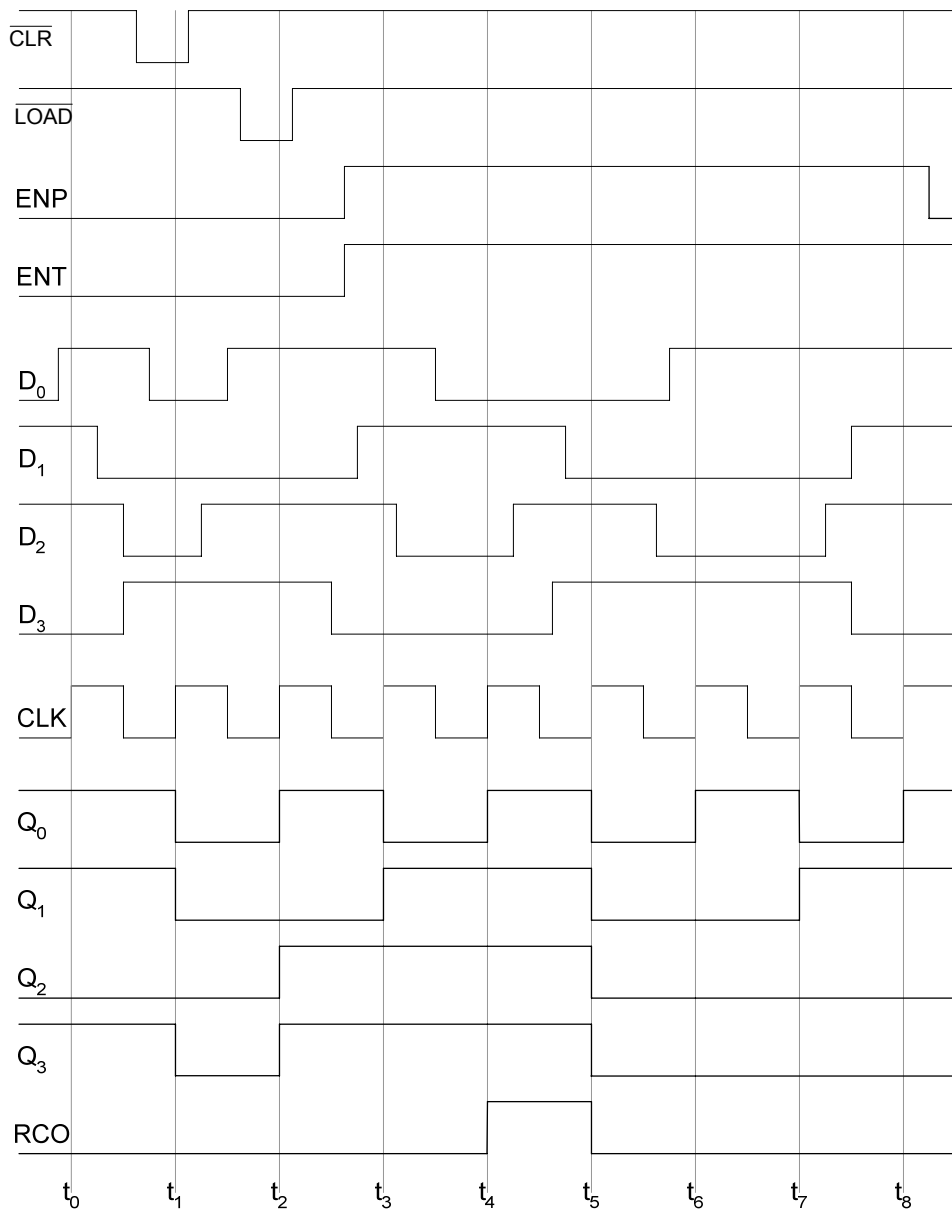 CLR
LOAD
ENP
ENT
D0
D1
D2
D3
CLK
Q0
Q1
Q2
Q3
RCO
t0 t1 t2 t3 t4 t5 t6 t7 t8